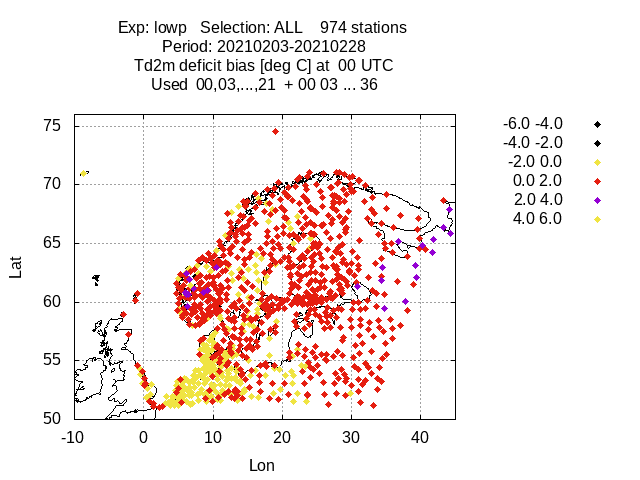 Exp: lowp   Selection: ALL    974 stations
Period: 20210203-20210228
Td2m deficit bias [deg C] at  00 UTC
Used  00,03,...,21  + 00 03 ... 36
-6.0 -4.0
-4.0 -2.0
-2.0 0.0
0.0 2.0
2.0 4.0
4.0 6.0
75
70
65
60
55
50
Lat
-10 0 10 20 30 40
Lon